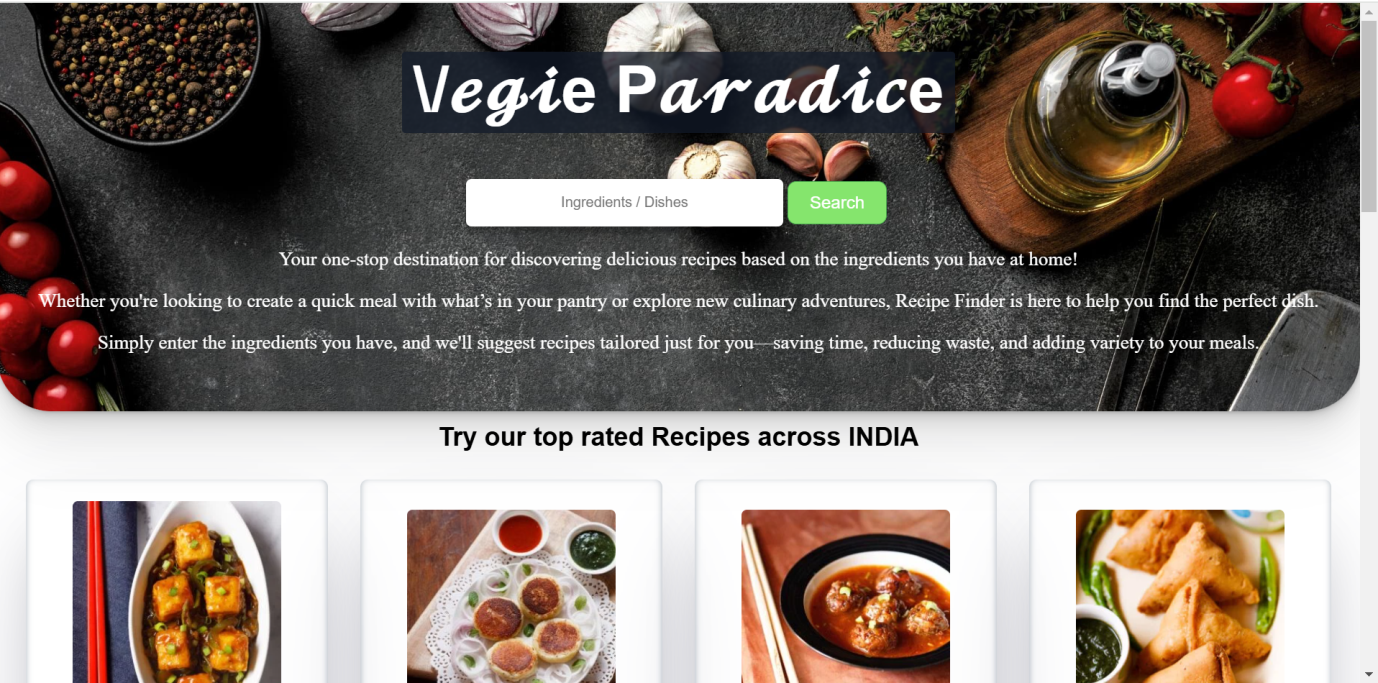 Vegie Paradice
Ingredients / Dishes
Search
Your one-stop destination for discovering delicious recipes based on the ingredients you have at home!
Whether you're looking to create a quick meal with what’s in your pantry or explore new culinary adventures, Recipe Finder is here to help you find the perfect dish.
Simply enter the ingredients you have, and we'll suggest recipes tailored just for you—saving time, reducing waste, and adding variety to your meals.
Try our top rated Recipes across INDIA